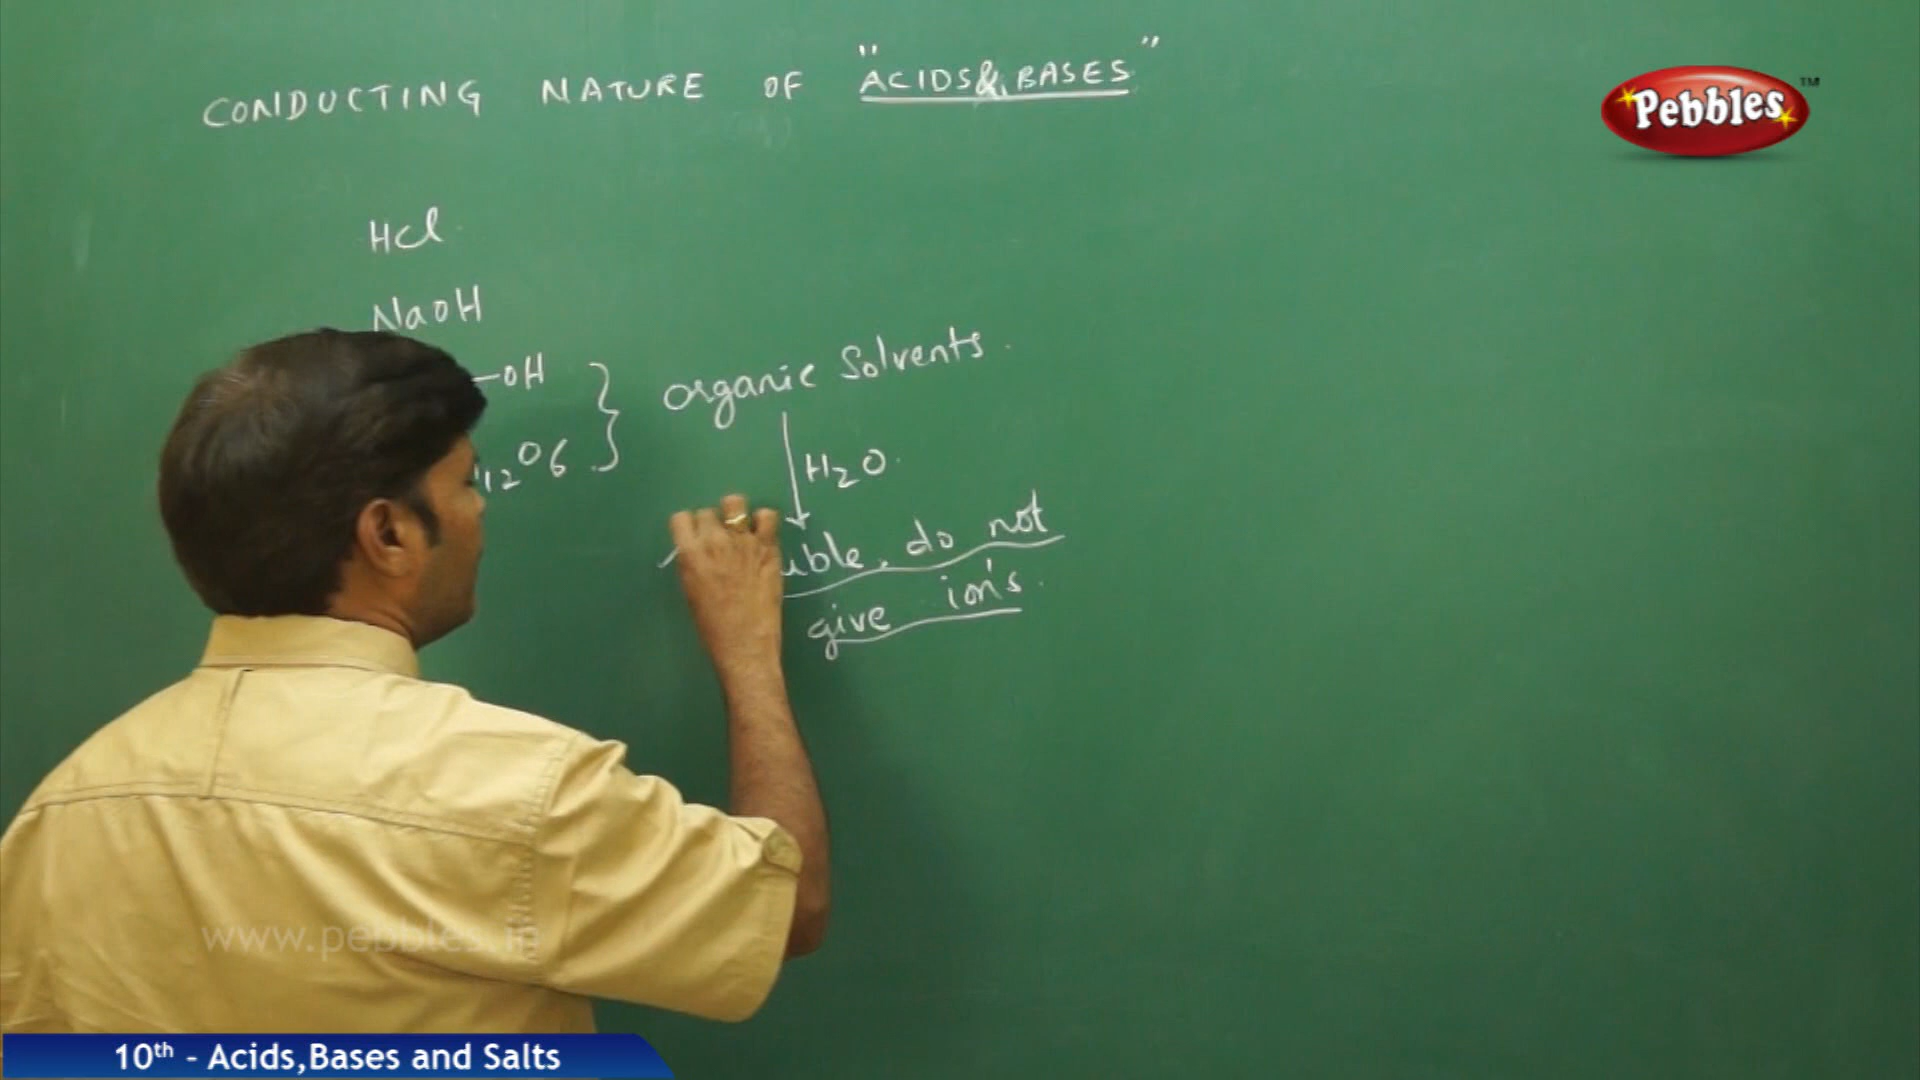 CONDUCTING NATURE OF "ACIDS & BASES"
Pebbles TM
HCl
NaOH
-OH
organic Solvents.
12O6
H2O.
uble, do not
give ion's.
www.pebbles.in
10th - Acids,Bases and Salts